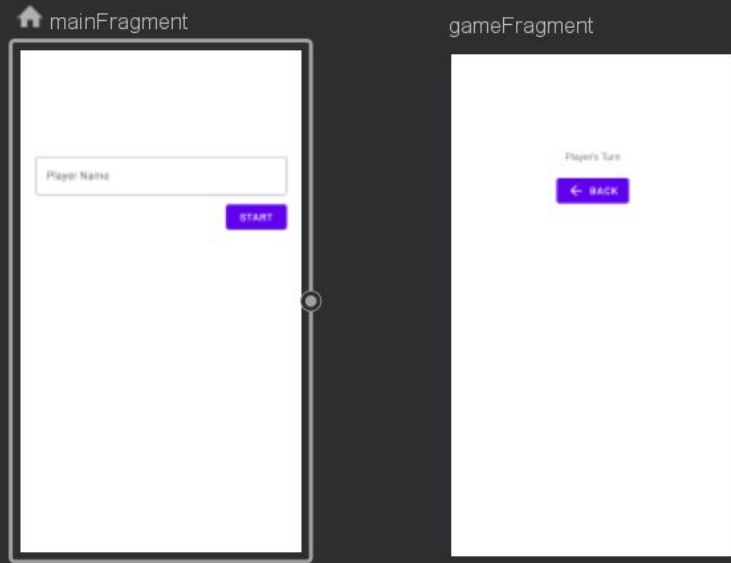 mainFragment
gameFragment
Player Name
START
Player's Turn
← BACK